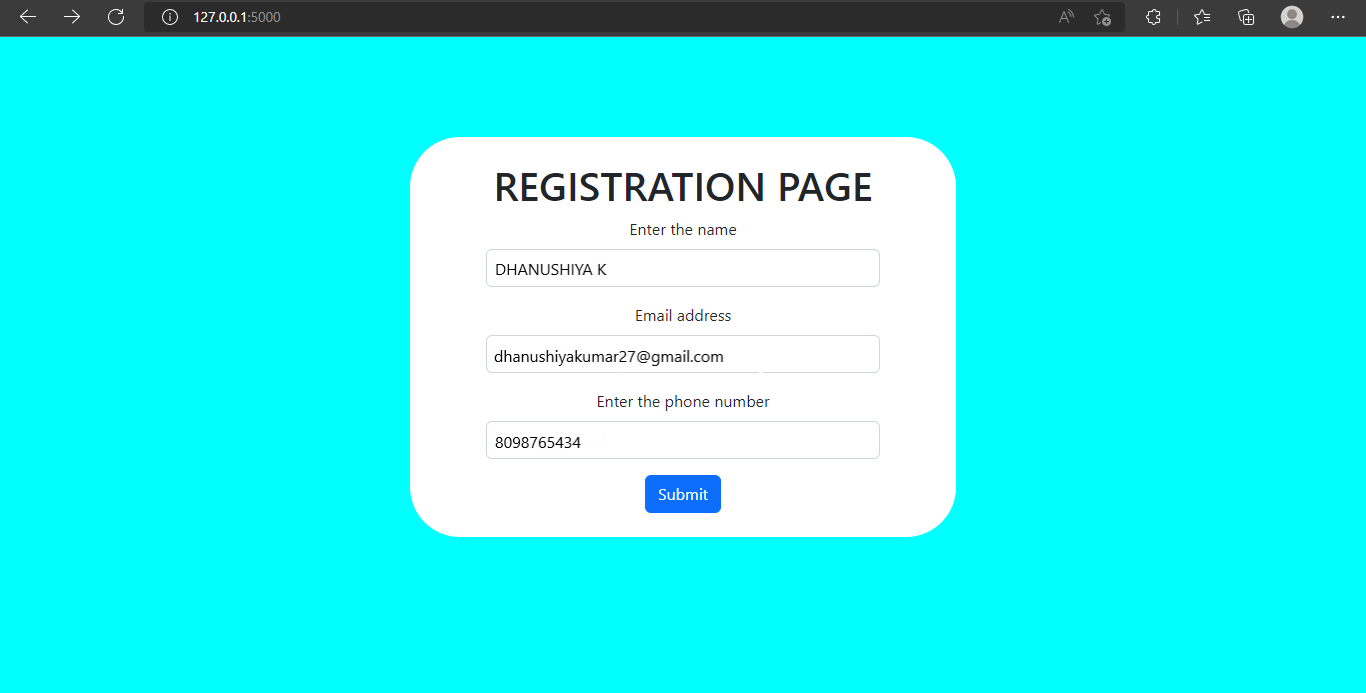 127.0.0.1:5000
REGISTRATION PAGE
Enter the name
DHANUSHIYA K
Email address
dhanushiyakumar27@gmail.com
Enter the phone number
8098765434
Submit